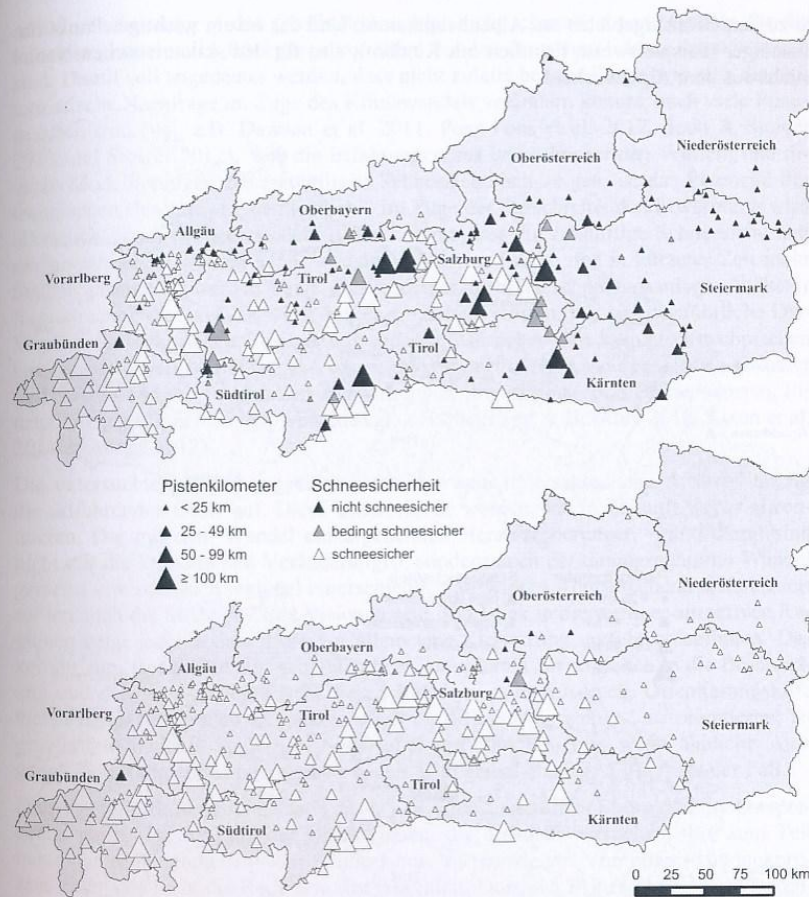 Niederösterreich
Oberösterreich
Oberbayern
Allgäu
Salzburg
Tirol
Vorarlberg
Steiermark
Graubünden
Tirol
Südtirol
Kärnten
Pistenkilometer
< 25 km
25 - 49 km
50 - 99 km
≥ 100 km
Schneesicherheit
nicht schneesicher
bedingt schneesicher
schneesicher
Niederösterreich
Oberösterreich
Oberbayern
Allgäu
Salzburg
Vorarlberg
Tirol
Steiermark
Graubünden
Tirol
Südtirol
Kärnten
0 25 50 75 100 km